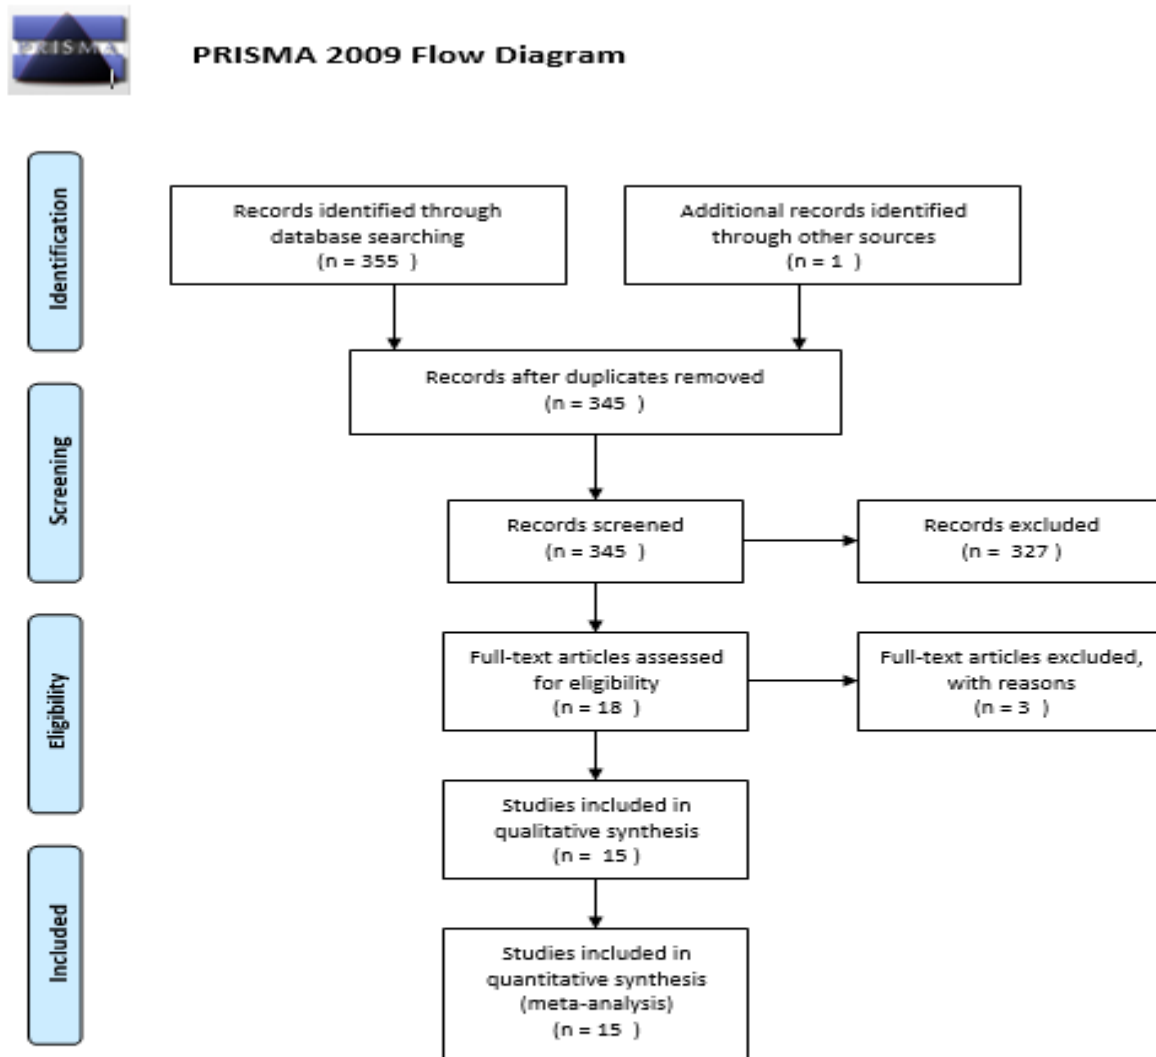 PRISMA
PRISMA 2009 Flow Diagram
Identification
Records identified through
database searching
(n = 355 )
Additional records identified
through other sources
(n = 1 )
Records after duplicates removed
(n = 345 )
Screening
Records screened
(n = 345 )
Records excluded
(n = 327 )
Eligibility
Full-text articles assessed
for eligibility
(n = 18 )
Full-text articles excluded,
with reasons
(n = 3 )
Studies included in
qualitative synthesis
(n = 15 )
Included
Studies included in
quantitative synthesis
(meta-analysis)
(n = 15 )